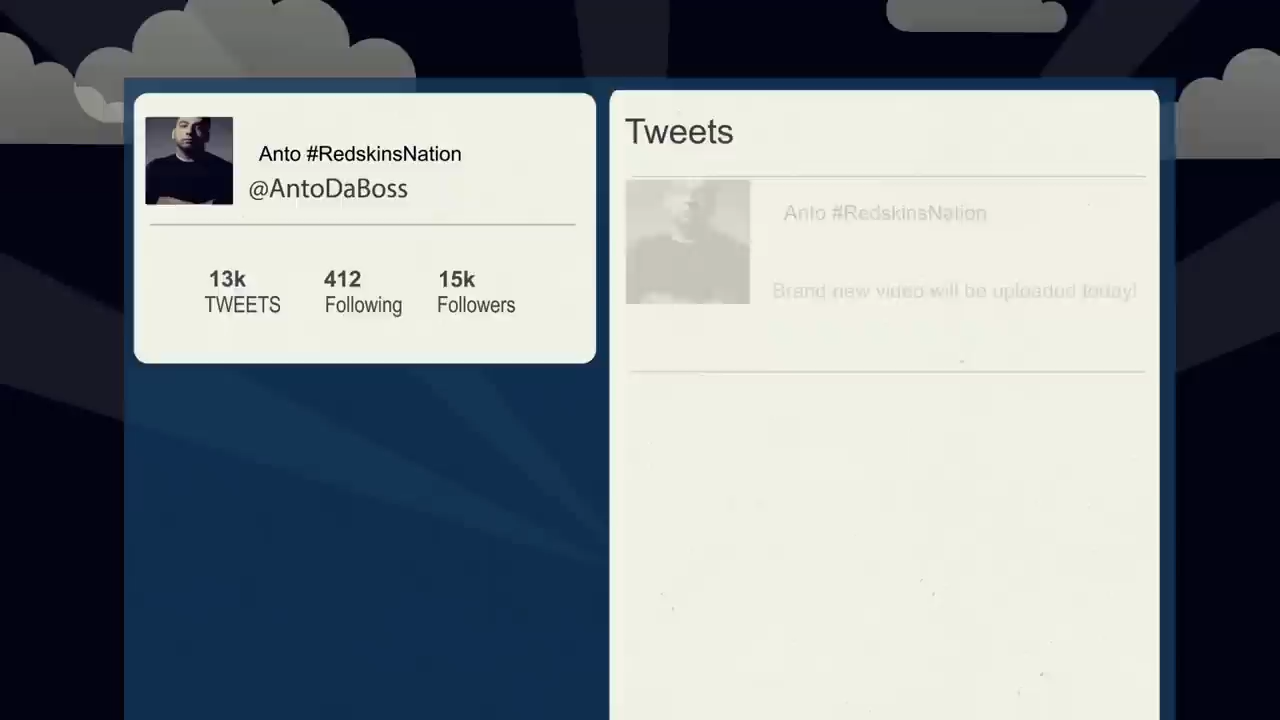 Anto #RedskinsNation
@AntoDaBoss
13k 412 15k
TWEETS Following Followers
Tweets
Anto #RedskinsNation
Brand new video will be uploaded today!